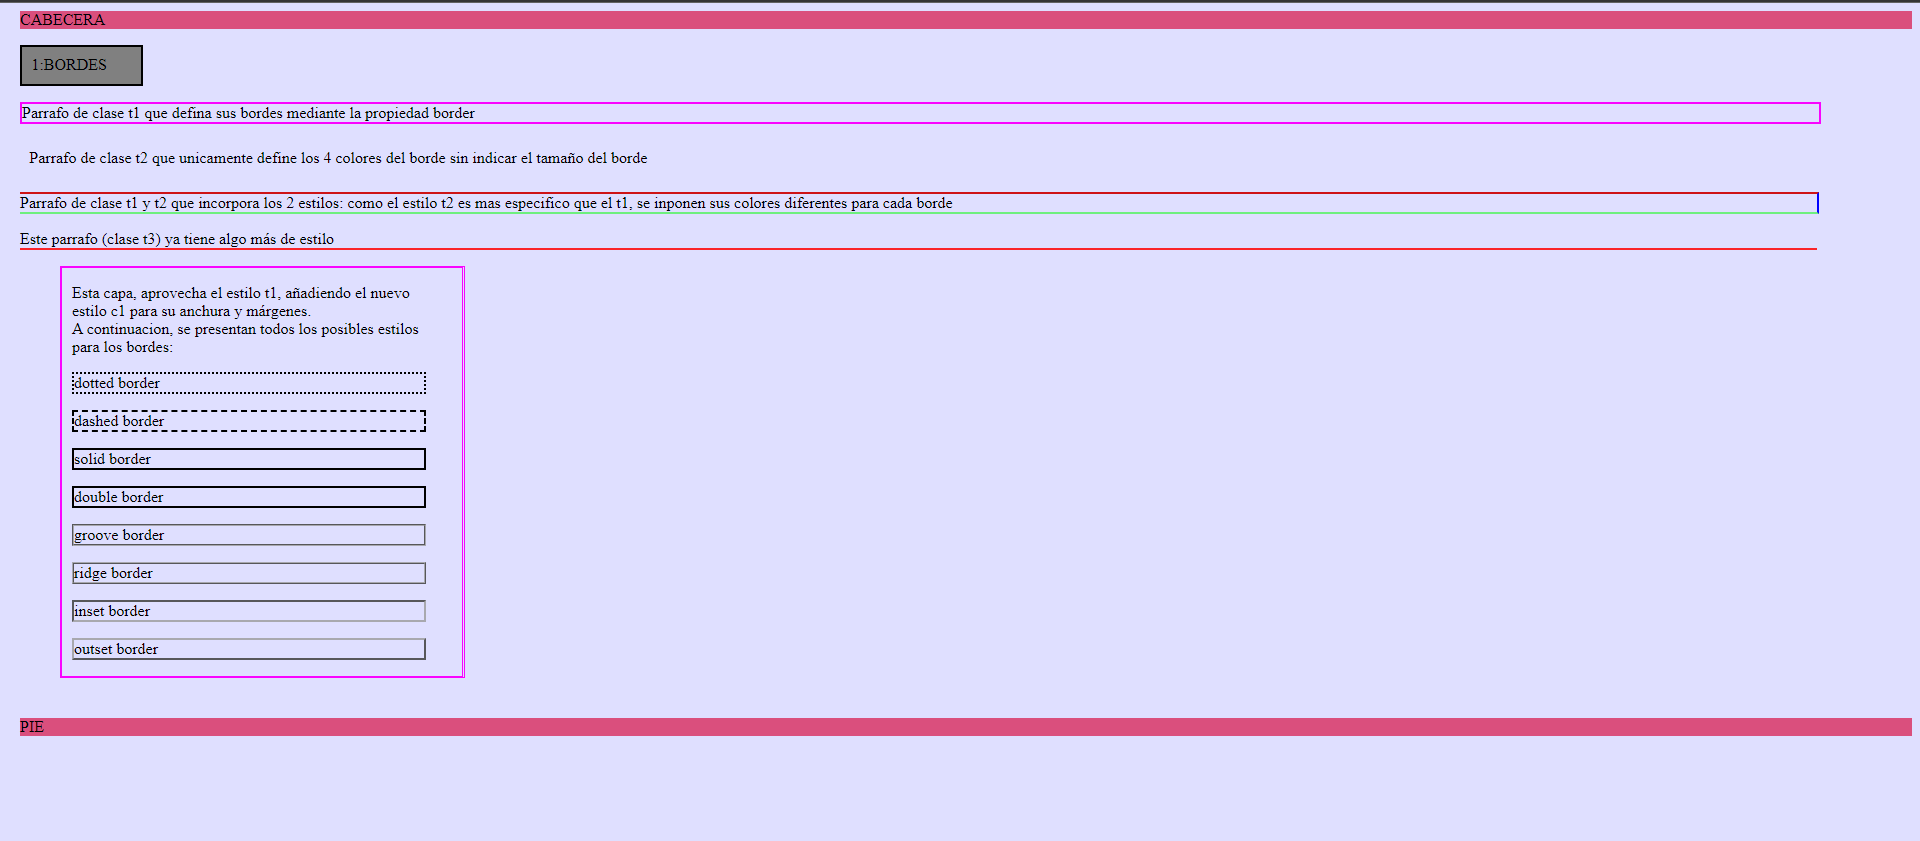 CABECERA
1:BORDES
Parrafo de clase t1 que defina sus bordes mediante la propiedad border
Parrafo de clase t2 que unicamente define los 4 colores del borde sin indicar el tamaño del borde
Parrafo de clase t1 y t2 que incorpora los 2 estilos: como el estilo t2 es mas especifico que el t1, se inponen sus colores diferentes para cada borde
Este parrafo (clase t3) ya tiene algo más de estilo
Esta capa, aprovecha el estilo t1, añadiendo el nuevo
estilo c1 para su anchura y márgenes.
A continuacion, se presentan todos los posibles estilos
para los bordes:
dotted border
dashed border
solid border
double border
groove border
ridge border
inset border
outset border
PIE